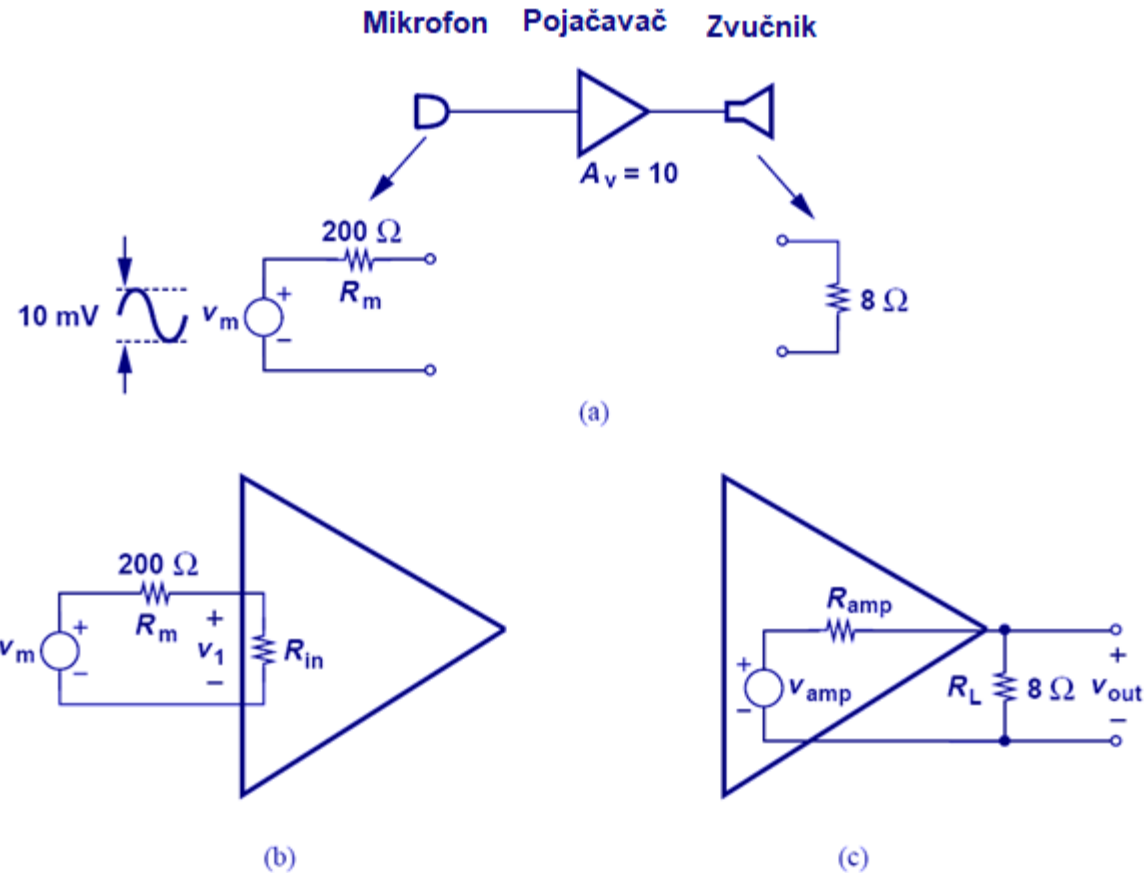 Mikrofon Pojačavač Zvučnik
A_v = 10
200 Ω
R_m
10 mV
v_m
+
−
8 Ω
(a)
200 Ω
R_m
v_m
+
−
+
v_1
−
R_in
R_amp
+
−
v_amp
R_L
8 Ω
+
v_out
−
(b)
(c)